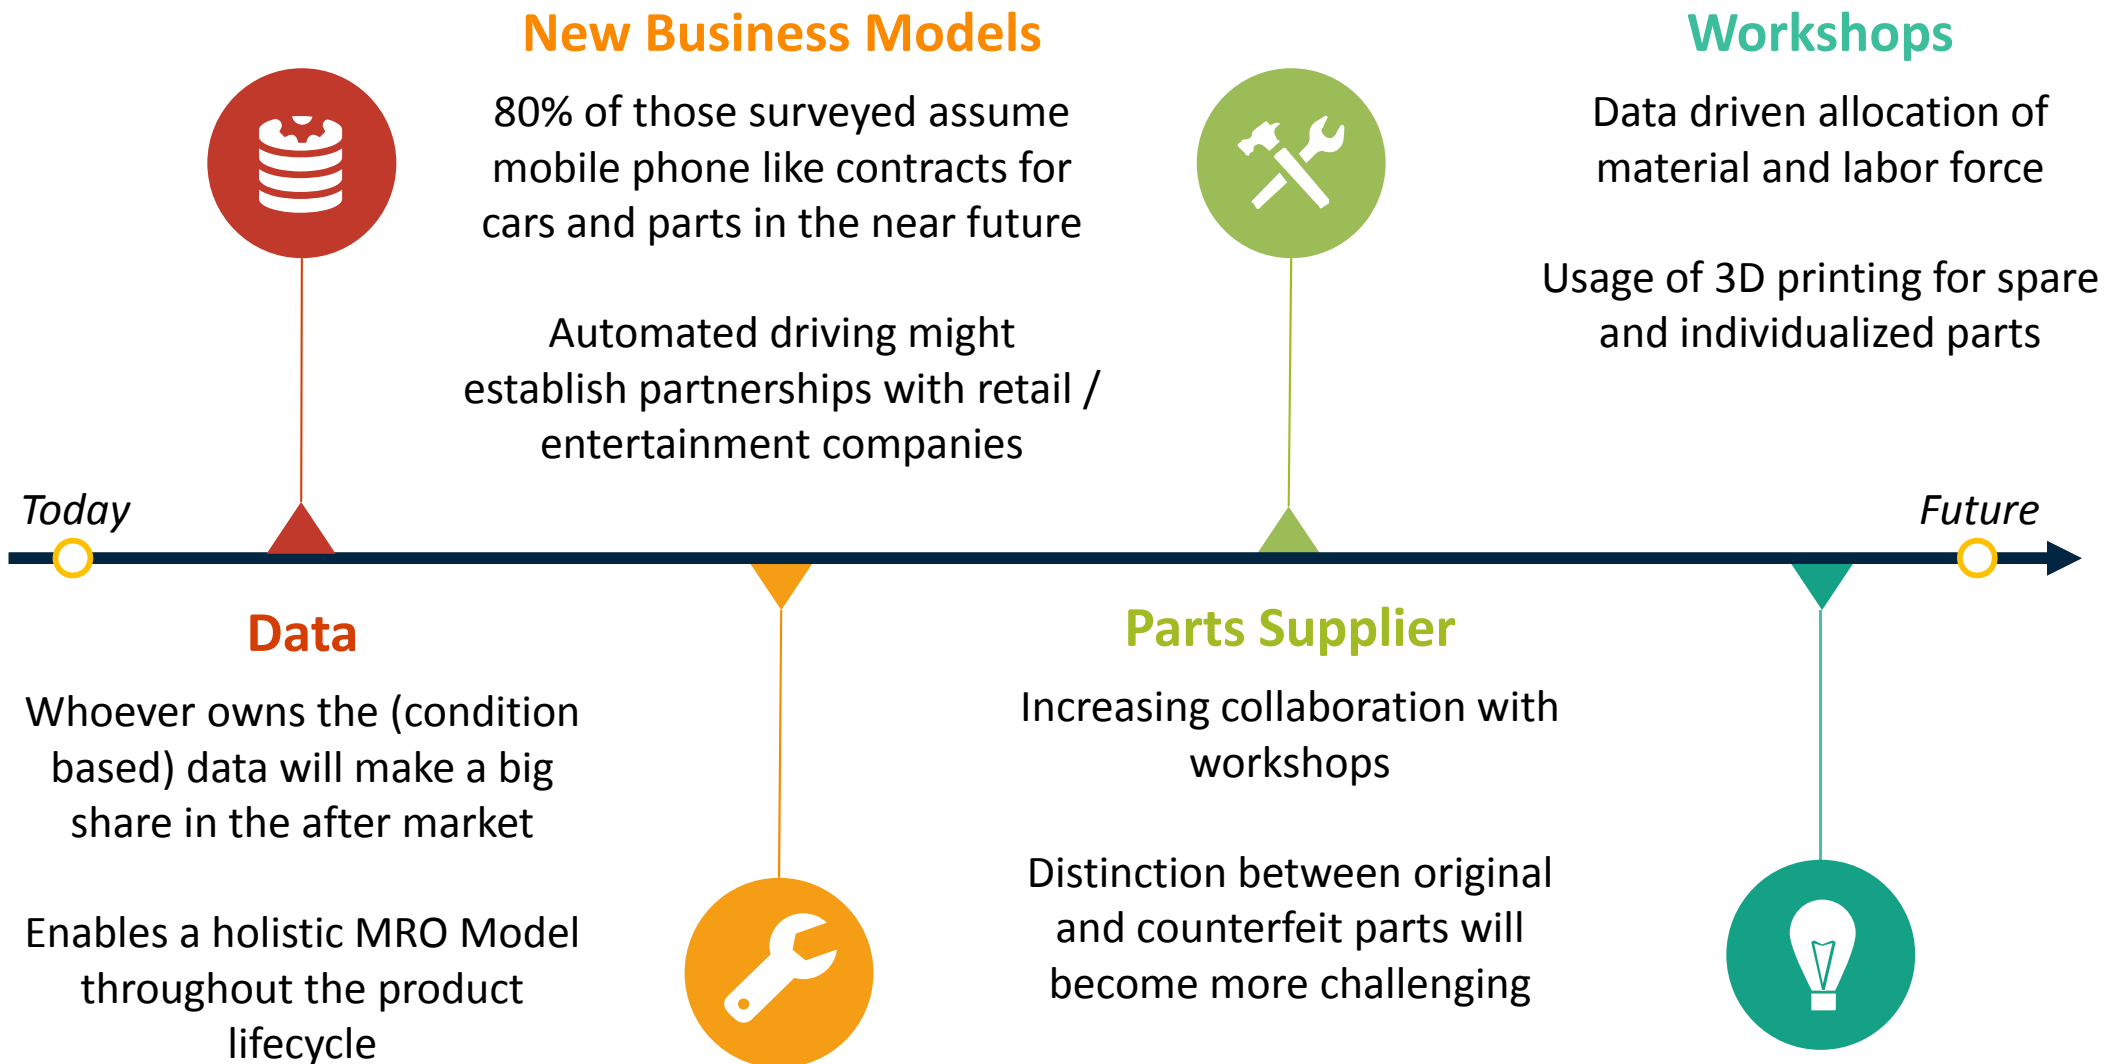 New Business Models
80% of those surveyed assume
mobile phone like contracts for
cars and parts in the near future
Automated driving might
establish partnerships with retail /
entertainment companies
Workshops
Data driven allocation of
material and labor force
Usage of 3D printing for spare
and individualized parts
Today
Future
Data
Whoever owns the (condition
based) data will make a big
share in the after market
Enables a holistic MRO Model
throughout the product
lifecycle
Parts Supplier
Increasing collaboration with
workshops
Distinction between original
and counterfeit parts will
become more challenging